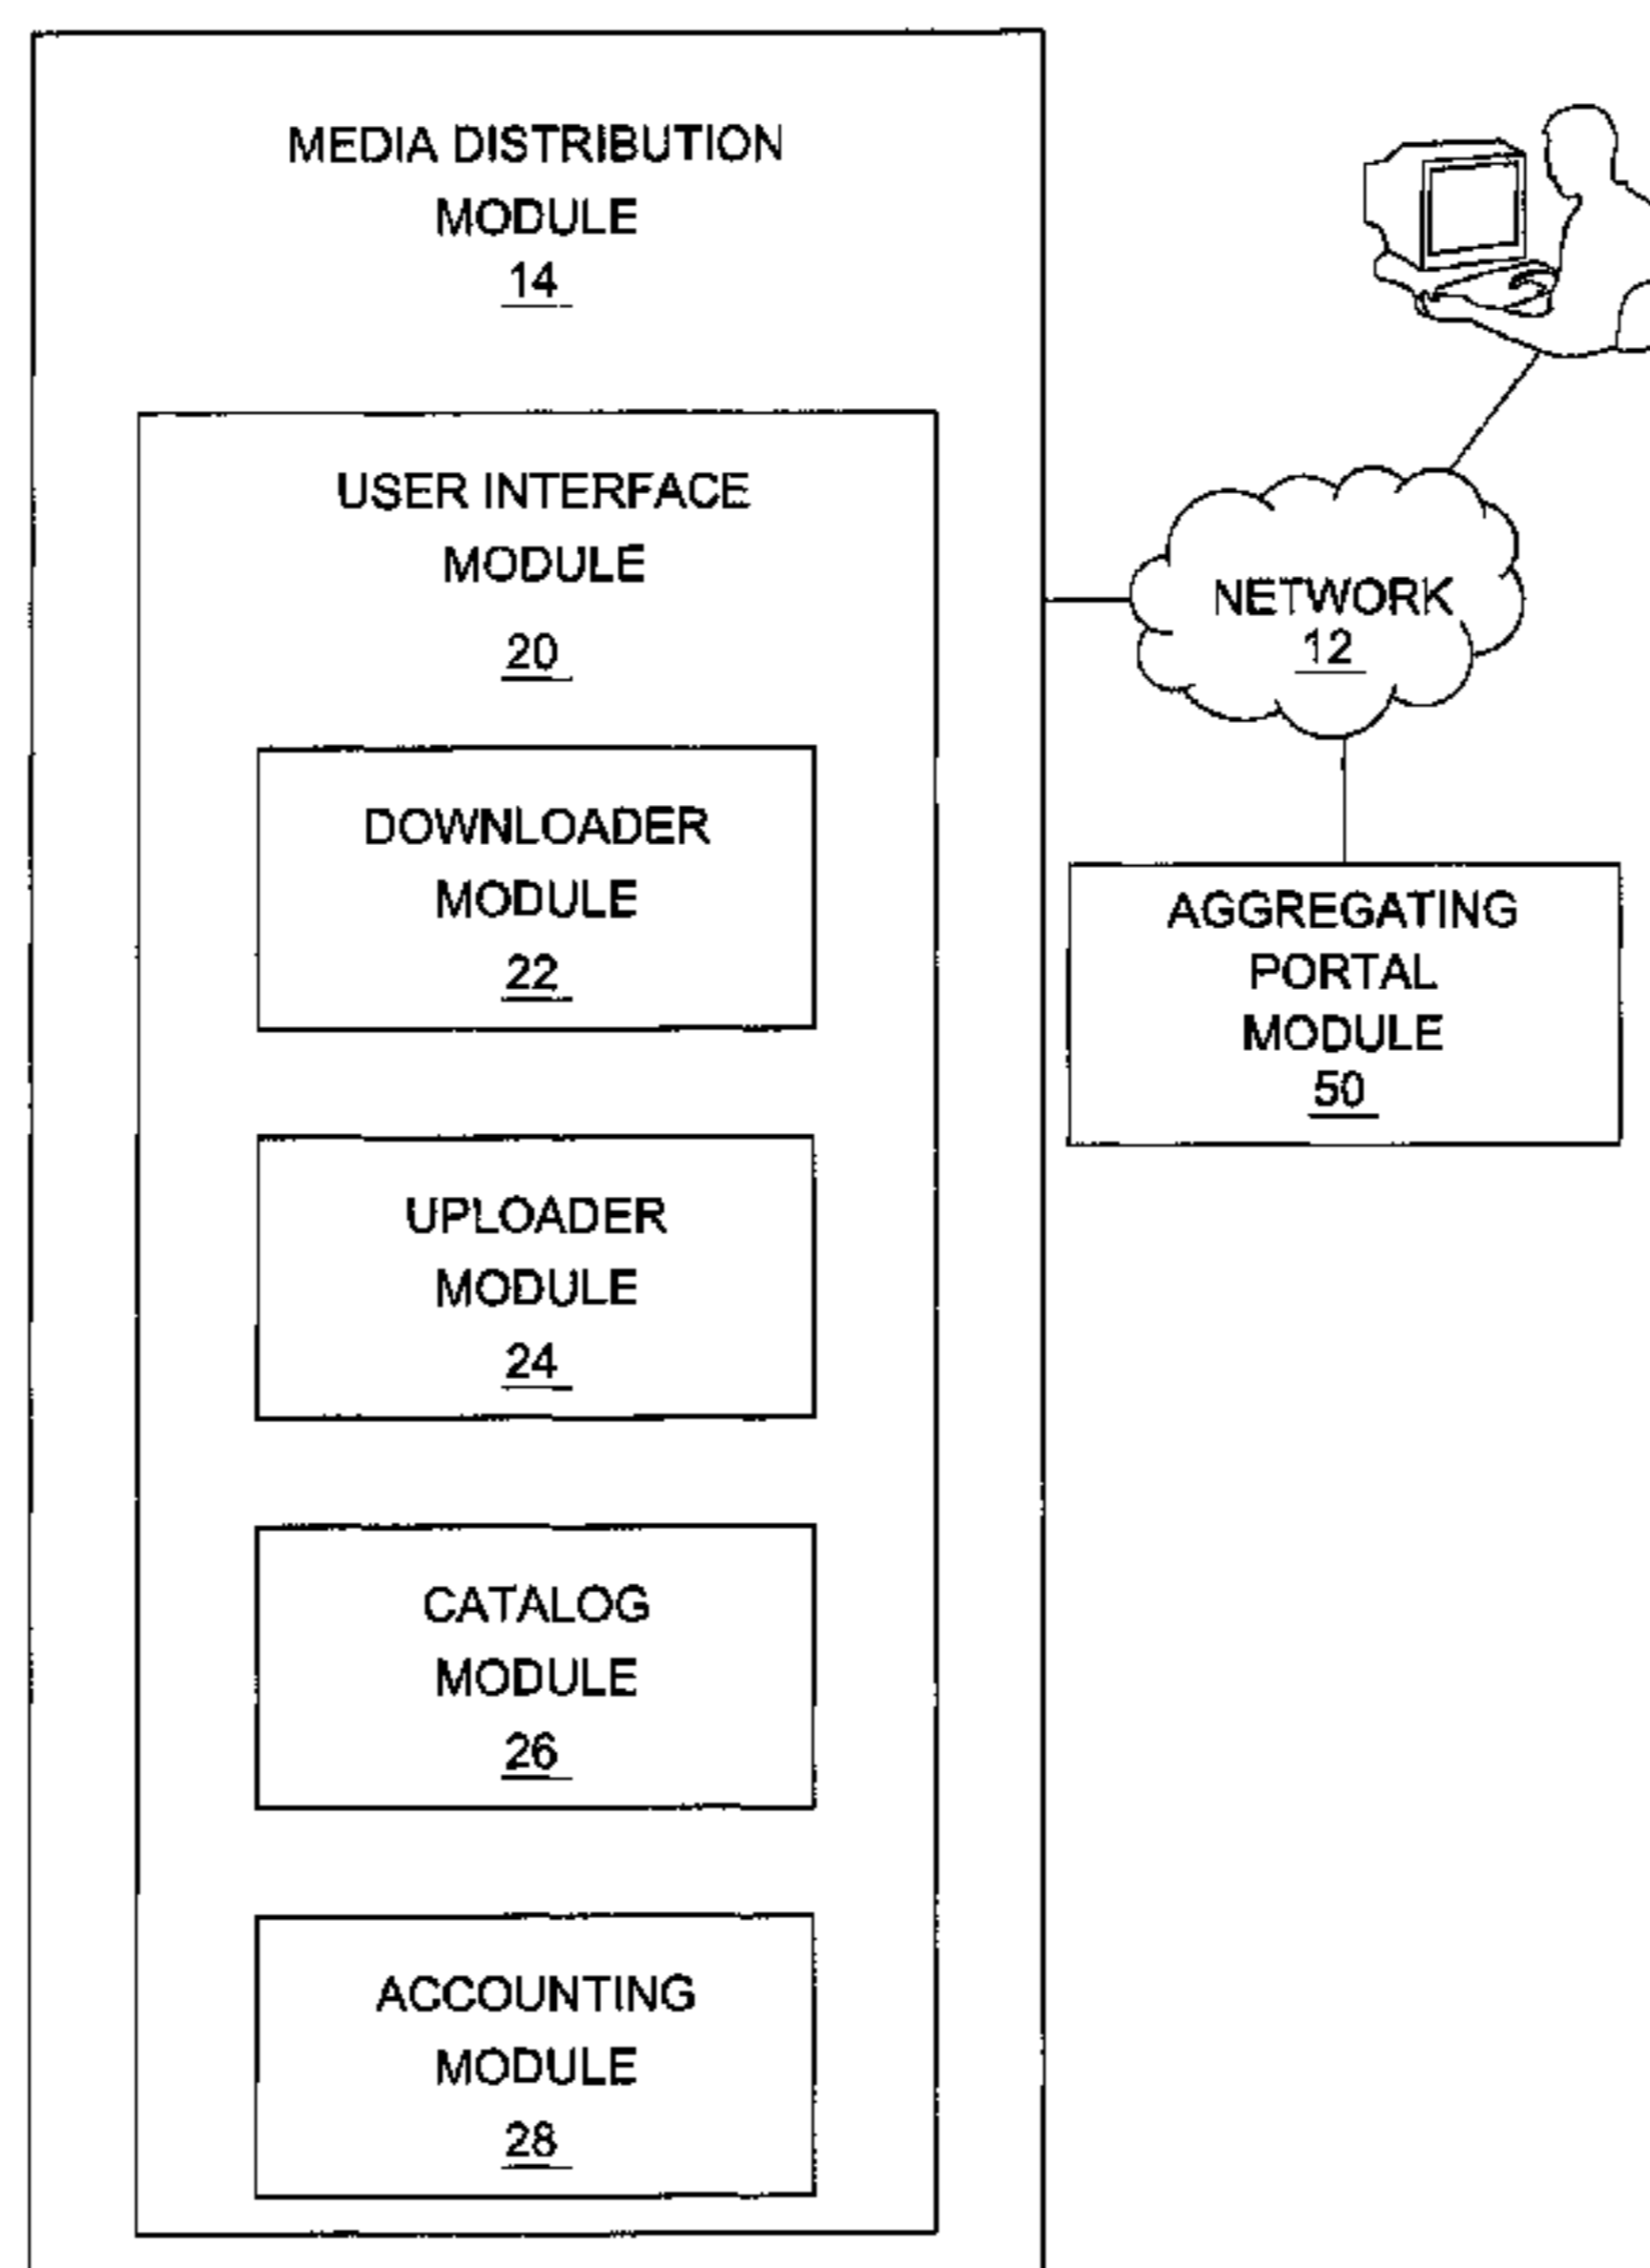 MEDIA DISTRIBUTION
MODULE
14
USER INTERFACE
MODULE
20
DOWNLOADER
MODULE
22
UPLOADER
MODULE
24
CATALOG
MODULE
26
ACCOUNTING
MODULE
28
NETWORK
12
AGGREGATING
PORTAL
MODULE
50